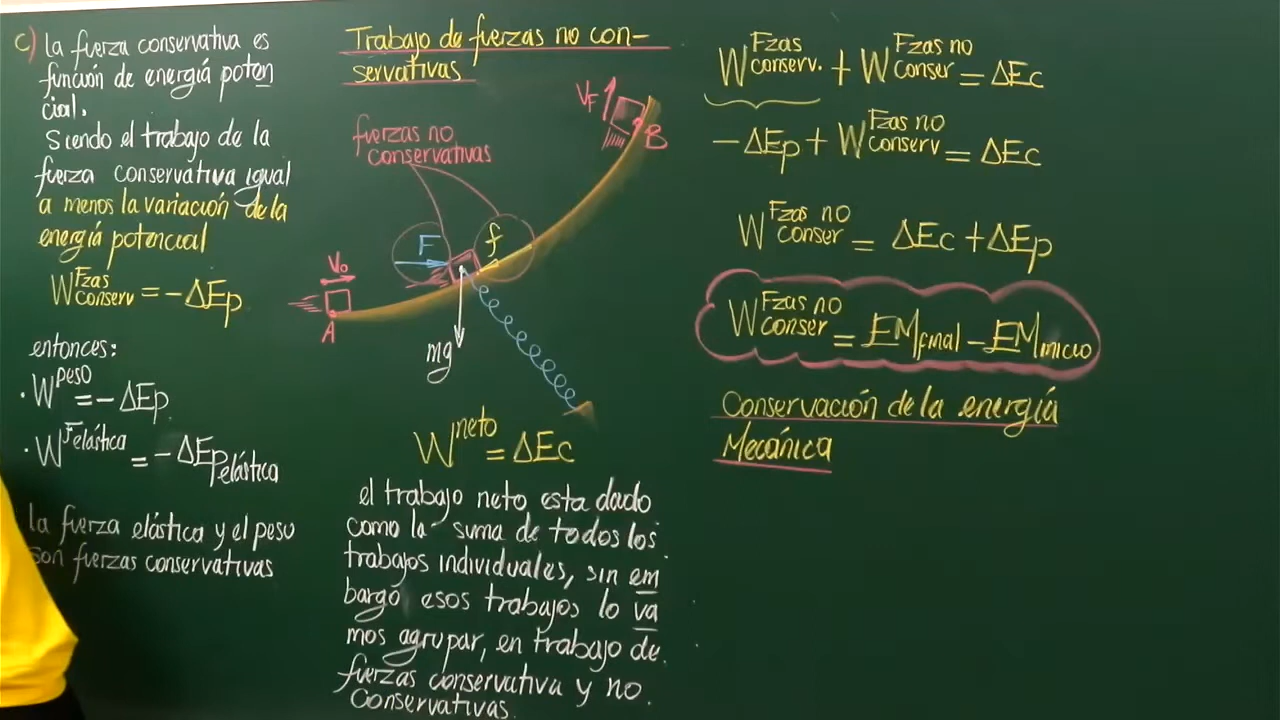 c) la fuerza conservativa es
función de energía poten
cial.
Siendo el trabajo de la
fuerza conservativa igual
a menos la variación de la
energía potencial
W Fzas conserv = -ΔEp
entonces:
· W peso = - ΔEp
· W Felástica = - ΔEp elástica
la fuerza elástica y el peso
son fuerzas conservativas
Trabajo de fuerzas no con-
servativas
fuerzas no
conservativas
VF
B
F
f
Vo
A
mg
W neto = ΔEc
el trabajo neto esta dado
como la suma de todos los
trabajos individuales, sin em
bargo esos trabajos lo va
mos agrupar, en trabajo de
fuerzas conservativa y no
conservativas.
W Fzas conserv. + W Fzas no conser = ΔEc
-ΔEp + W Fzas no conserv = ΔEc
W Fzas no conser = ΔEc + ΔEp
W Fzas no conser = EM final - EM inicio
Conservación de la energía
Mecánica